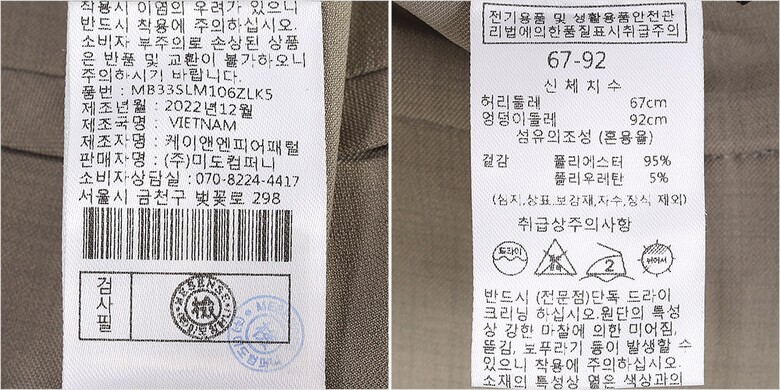 착용시 이염의 우려가 있으니
반드시 착용에 주의하십시오.
소비자 부주의로 손상된 상품
은 반품 및 교환이 불가하오니
주의하시기 바랍니다.
품번 : MB33SLM106ZLK5
제조년월 : 2022년12월
제조국명 : VIETNAM
제조자명 : 케이앤엔피어패럴
판매자명 : (주)미도컴퍼니
소비자상담실 : 070-8224-4417
서울시 금천구 벚꽃로 298
검사필
전기용품 및 생활용품안전관
리법에의한품질표시취급주의
67-92
신체치수
허리둘레 67cm
엉덩이둘레 92cm
섬유의조성 (혼용율)
겉감 폴리에스터 95%
폴리우레탄 5%
(심지,상표,보강재,자수,장식 제외)
취급상주의사항
드라이
2
뉘어서
반드시 (전문점)단독 드라이
크리닝 하십시오.원단의 특성
상 강한 마찰에 의한 미어짐,
뜯김, 보푸라기 등이 발생할 수
있으니 착용에 주의하십시오.
소재의 특성상 옅은 색상과의